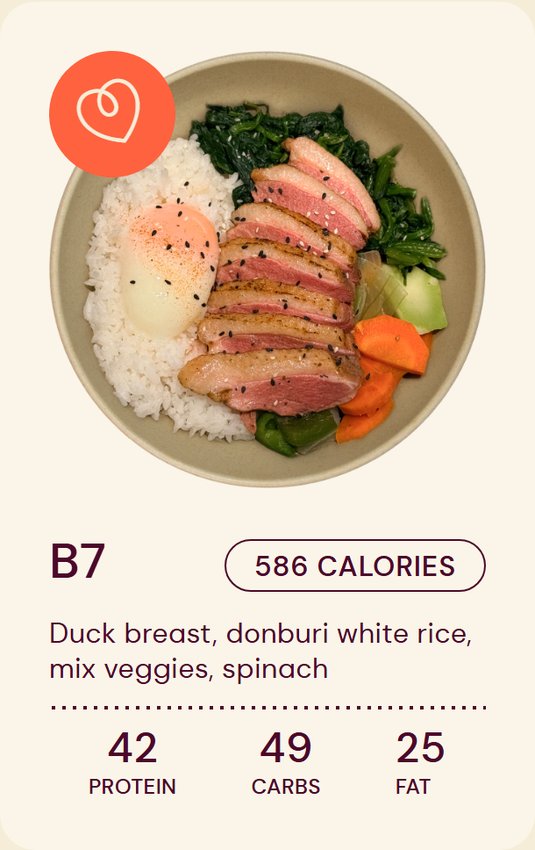 B7
586 CALORIES
Duck breast, donburi white rice,
mix veggies, spinach
42 49 25
PROTEIN CARBS FAT